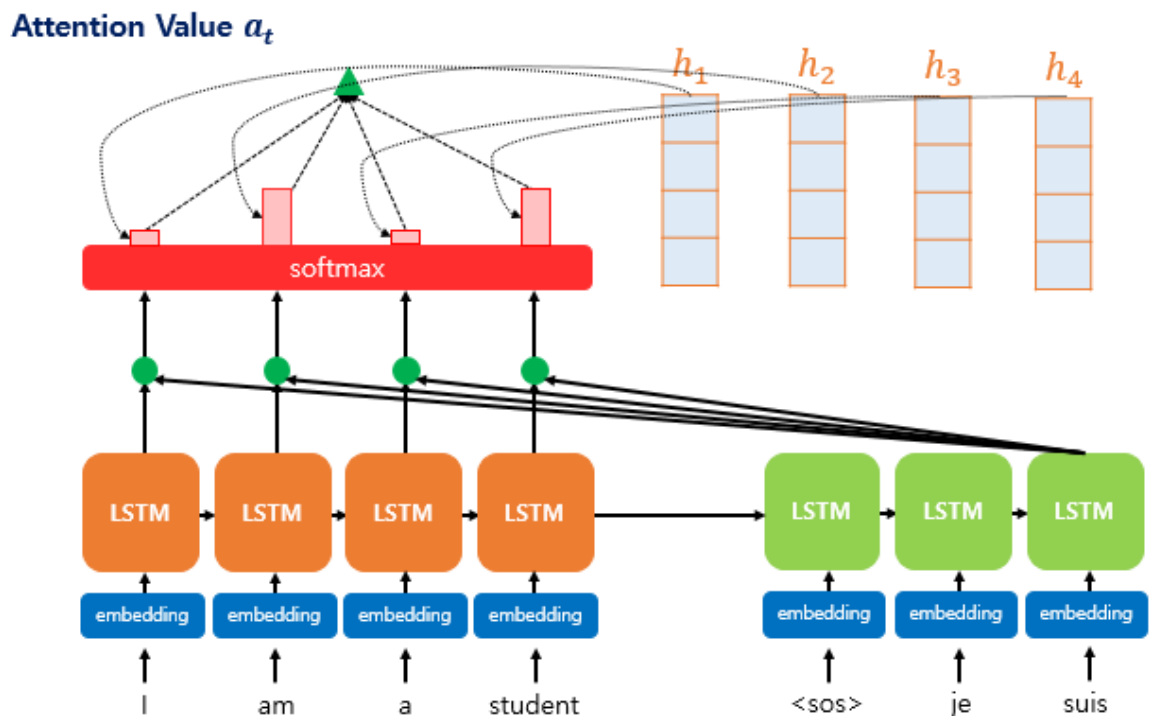 Attention Value a_t
h_1 h_2 h_3 h_4
softmax
LSTM LSTM LSTM LSTM LSTM LSTM LSTM
embedding embedding embedding embedding embedding embedding embedding
I am a student <sos> je suis